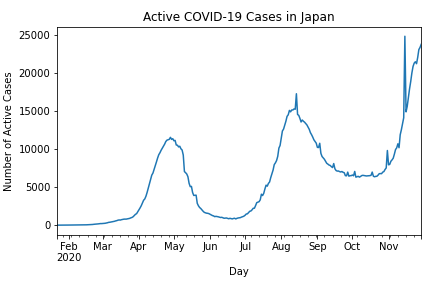 Active COVID-19 Cases in Japan
Number of Active Cases
25000
20000
15000
10000
5000
0
Feb Mar Apr May Jun Jul Aug Sep Oct Nov
2020
Day